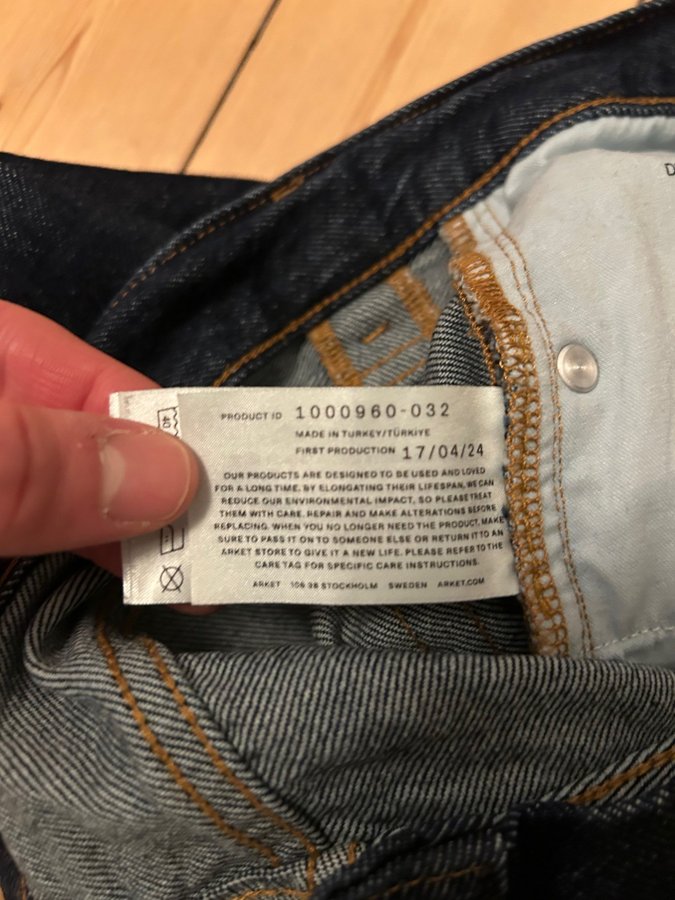 D
PRODUCT ID 1000960-032
MADE IN TURKEY/TÜRKIYE
FIRST PRODUCTION 17/04/24
OUR PRODUCTS ARE DESIGNED TO BE USED AND LOVED
FOR A LONG TIME. BY ELONGATING THEIR LIFESPAN, WE CAN
REDUCE OUR ENVIRONMENTAL IMPACT, SO PLEASE TREAT
THEM WITH CARE. REPAIR AND MAKE ALTERATIONS BEFORE
REPLACING. WHEN YOU NO LONGER NEED THE PRODUCT, MAKE
SURE TO PASS IT ON TO SOMEONE ELSE OR RETURN IT TO AN
ARKET STORE TO GIVE IT A NEW LIFE. PLEASE REFER TO THE
CARE TAG FOR SPECIFIC CARE INSTRUCTIONS.
ARKET 106 38 STOCKHOLM SWEDEN ARKET.COM
40